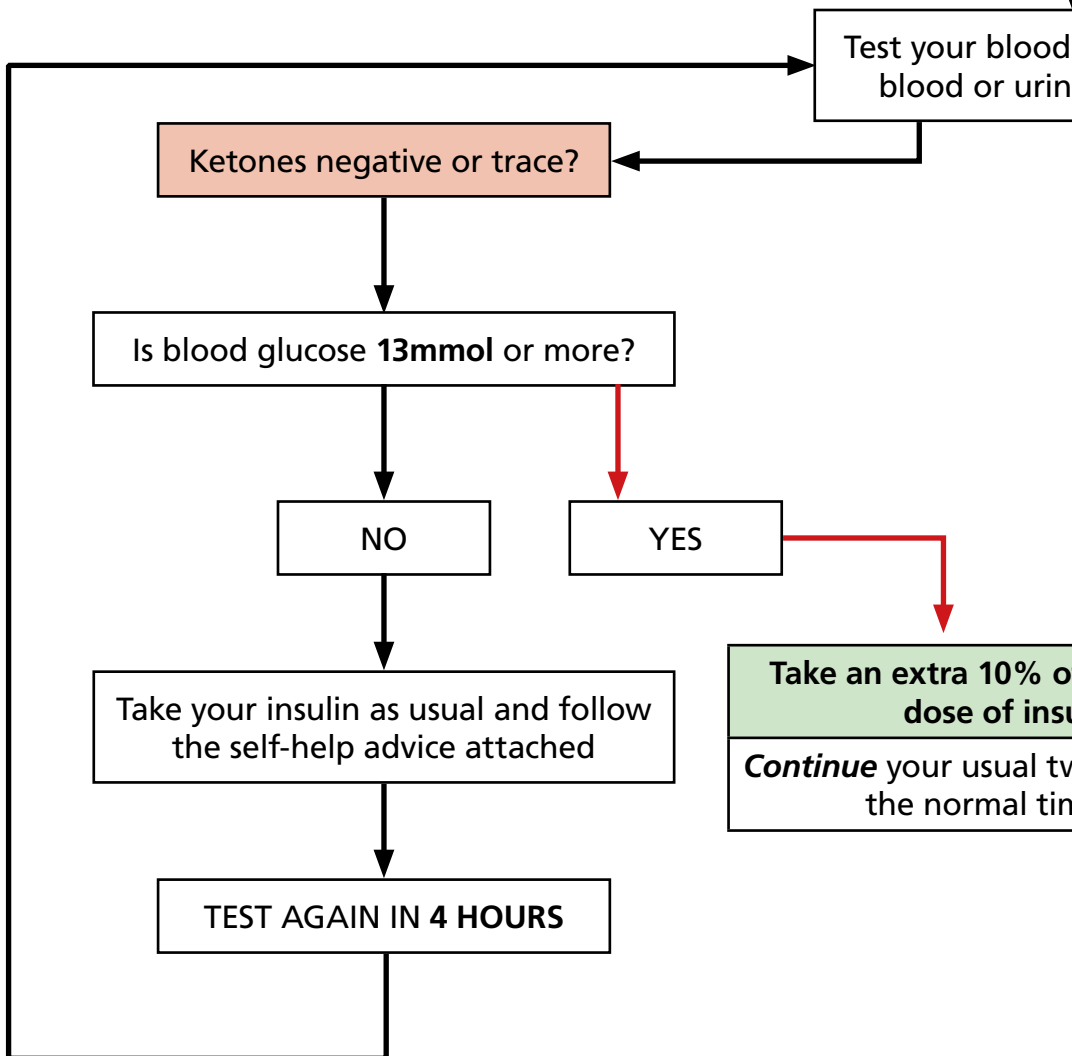 Test your blood
blood or urin
Ketones negative or trace?
Is blood glucose 13mmol or more?
NO
YES
Take your insulin as usual and follow
the self-help advice attached
Take an extra 10% o
dose of insu
Continue your usual tw
the normal tim
TEST AGAIN IN 4 HOURS